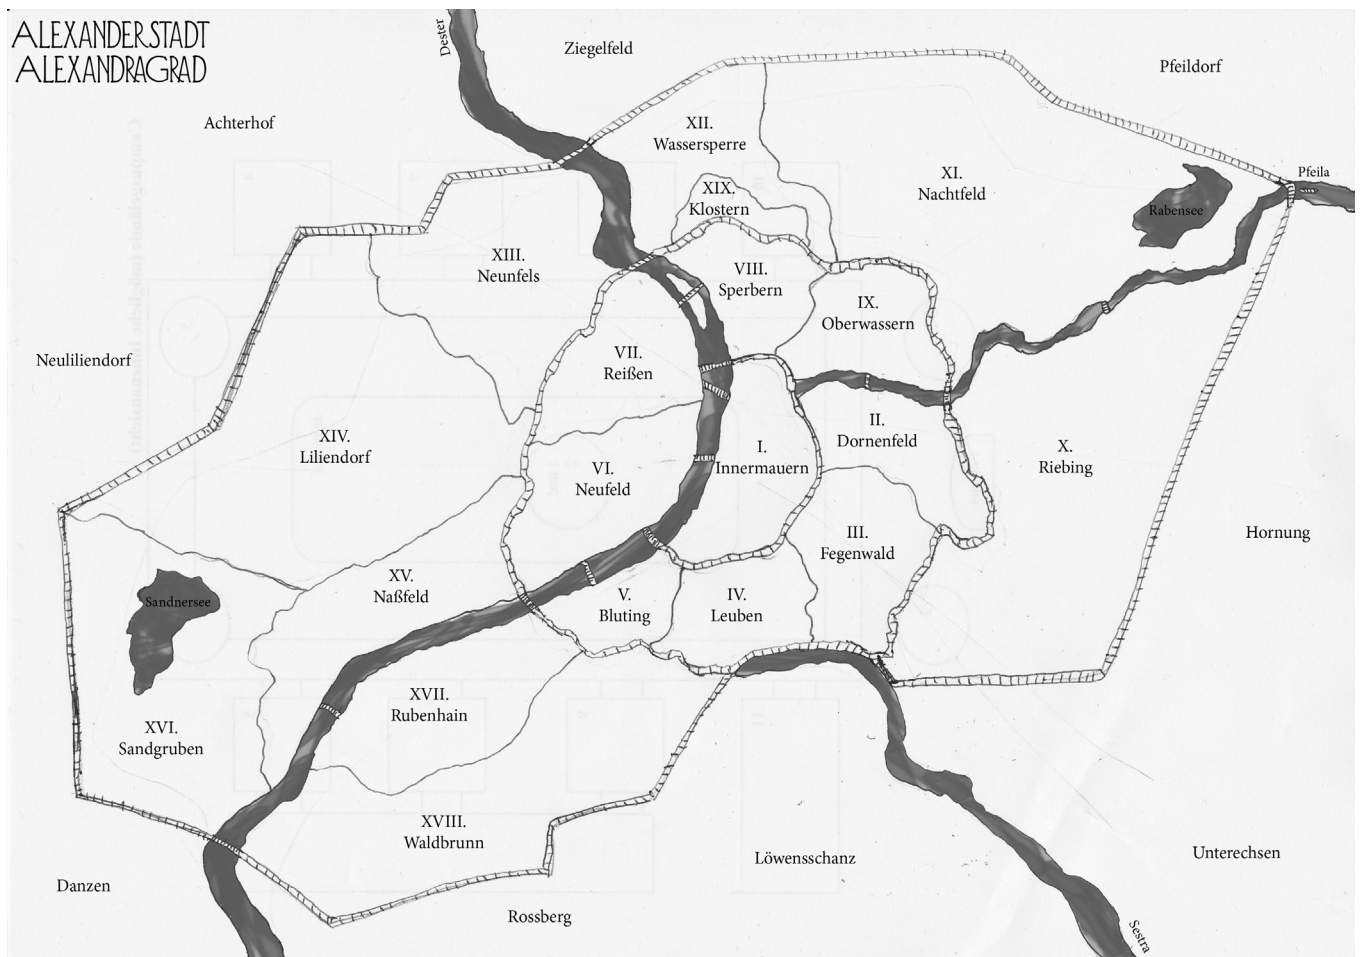 ALEXANDERSTADT
ALEXANDRAGRAD
Dester
Ziegelfeld
Pfeildorf
Achterhof
XII.
Wassersperre
XI.
Nachtfeld
Pfeila
Rabensee
XIX.
Klostern
XIII.
Neunfels
VIII.
Sperbern
IX.
Oberwassern
Neuliliendorf
VII.
Reißen
XIV.
Liliendorf
II.
Dornenfeld
I.
Innermauern
X.
Riebing
VI.
Neufeld
III.
Fegenwald
Hornung
XV.
Naßfeld
Sandnersee
V.
Bluting
IV.
Leuben
XVII.
Rubenhain
XVI.
Sandgruben
XVIII.
Waldbrunn
Löwensschanz
Unterechsen
Danzen
Rossberg
Sestra